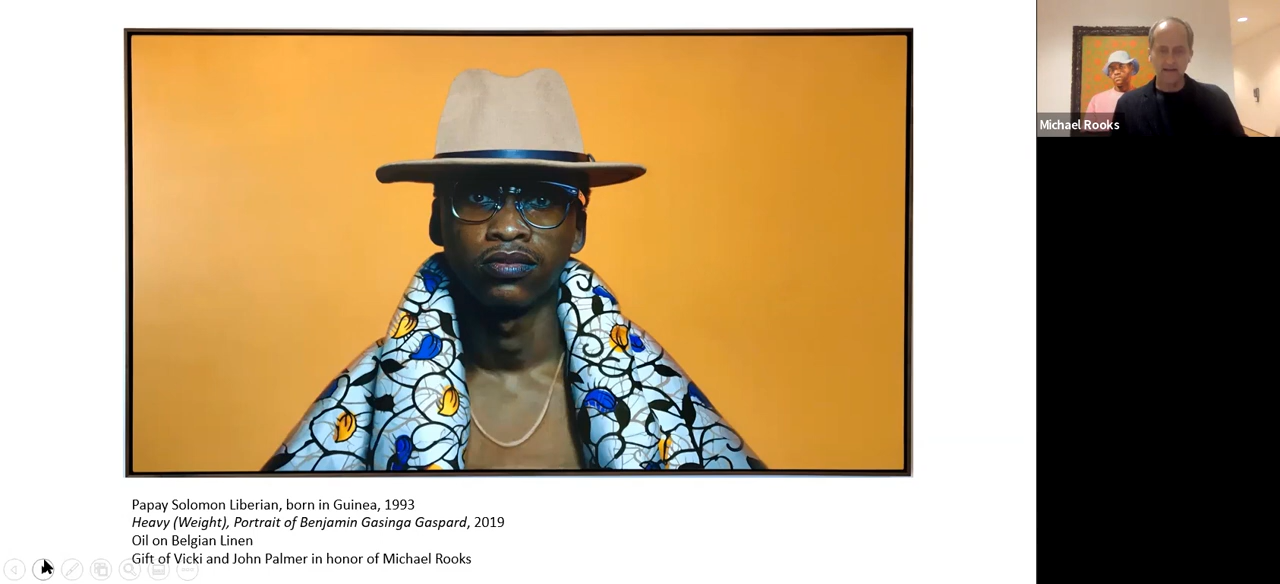 Michael Rooks
Papay Solomon Liberian, born in Guinea, 1993
Heavy (Weight), Portrait of Benjamin Gasinga Gaspard, 2019
Oil on Belgian Linen
Gift of Vicki and John Palmer in honor of Michael Rooks